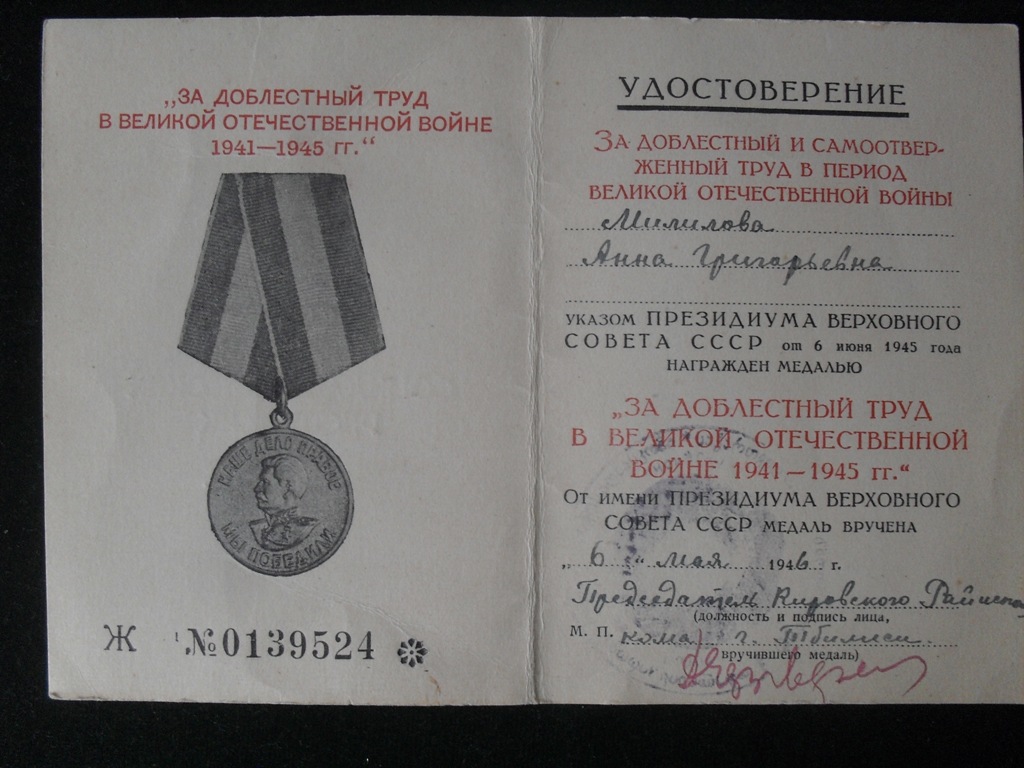 „ЗА ДОБЛЕСТНЫЙ ТРУД
В ВЕЛИКОЙ ОТЕЧЕСТВЕННОЙ ВОЙНЕ
1941—1945 гг.“
НАШЕ ДЕЛО ПРАВОЕ
МЫ ПОБЕДИЛИ
Ж №0139524
УДОСТОВЕРЕНИЕ
ЗА ДОБЛЕСТНЫЙ И САМООТВЕР-
ЖЕННЫЙ ТРУД В ПЕРИОД
ВЕЛИКОЙ ОТЕЧЕСТВЕННОЙ ВОЙНЫ
Анна Григорьевна
УКАЗОМ ПРЕЗИДИУМА ВЕРХОВНОГО
СОВЕТА СССР от 6 июня 1945 года
НАГРАЖДЕН МЕДАЛЬЮ
„ЗА ДОБЛЕСТНЫЙ ТРУД
В ВЕЛИКОЙ ОТЕЧЕСТВЕННОЙ
ВОЙНЕ 1941—1945 гг.“
От имени ПРЕЗИДИУМА ВЕРХОВНОГО
СОВЕТА СССР МЕДАЛЬ ВРУЧЕНА
„6“ мая 1946 г.
Председатель Кировского Райиспол
(должность и подпись лица,
М. П. кома г. Тбилиси
вручившего медаль)